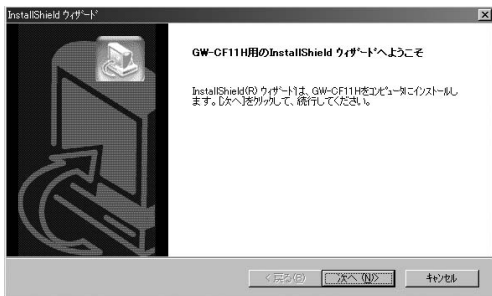 InstallShield ウィザード
GW-CF11H用のInstallShield ウィザードへようこそ
InstallShield(R) ウィザードは、GW-CF11Hをコンピュータにインストールし
ます。[次へ]をクリックして、続行してください。
< 戻る(B)
次へ (N)>
キャンセル